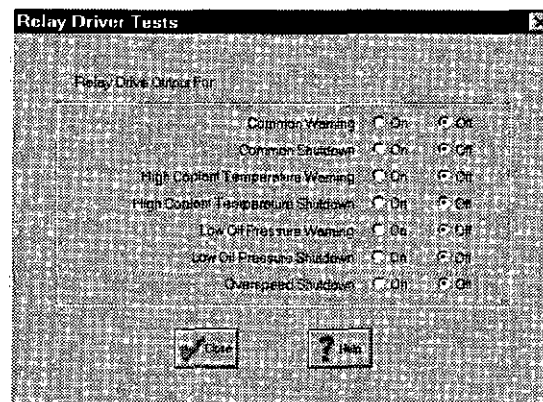 Relay Driver Tests
Relay Drive Output For
Common Warning On Off
Common Shutdown On Off
High Coolant Temperature Warning On Off
High Coolant Temperature Shutdown On Off
Low Oil Pressure Warning On Off
Low Oil Pressure Shutdown On Off
Overspeed Shutdown On Off
Close Help